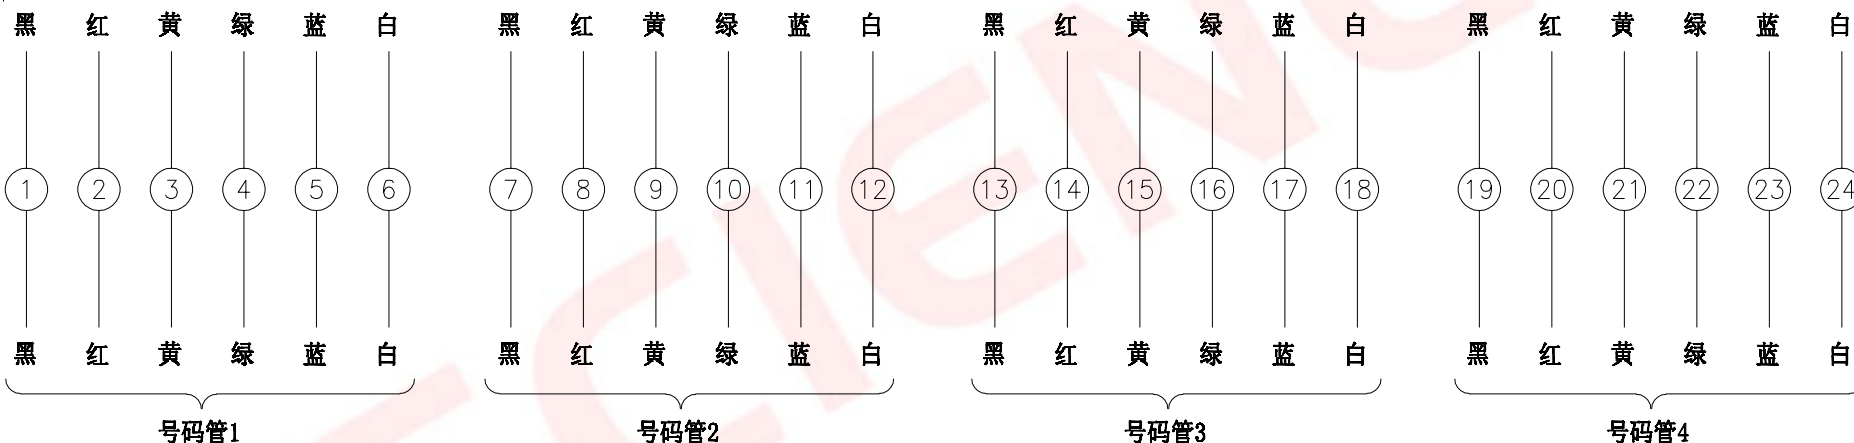 黑 红 黄 绿 蓝 白 黑 红 黄 绿 蓝 白 黑 红 黄 绿 蓝 白 黑 红 黄 绿 蓝 白
1 2 3 4 5 6 7 8 9 10 11 12 13 14 15 16 17 18 19 20 21 22 23 24
黑 红 黄 绿 蓝 白 黑 红 黄 绿 蓝 白 黑 红 黄 绿 蓝 白 黑 红 黄 绿 蓝 白
号码管1 号码管2 号码管3 号码管4